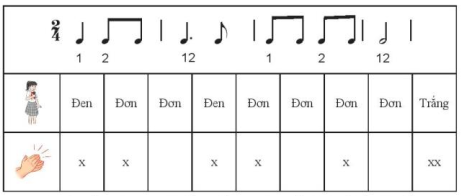 2/4
1 2 12 1 2 12
Đen Đơn Đơn Đen Đơn Đơn Đơn Đơn Trắng
x x x x x xx